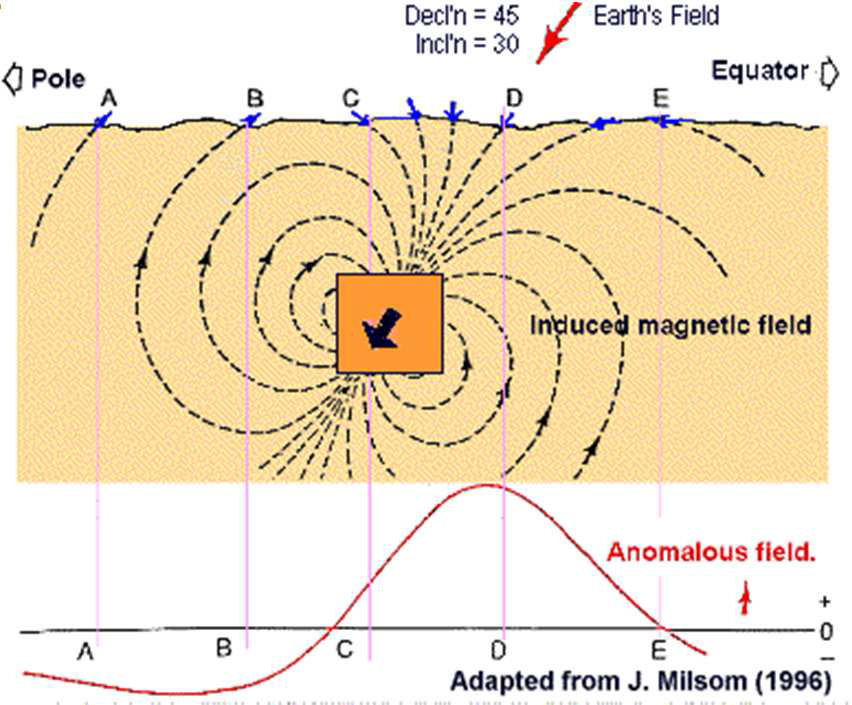 Decl'n = 45
Incl'n = 30
Earth's Field
Pole
Equator
A B C D E
Induced magnetic field
Anomalous field.
+
0
A B C D E
–
Adapted from J. Milsom (1996)